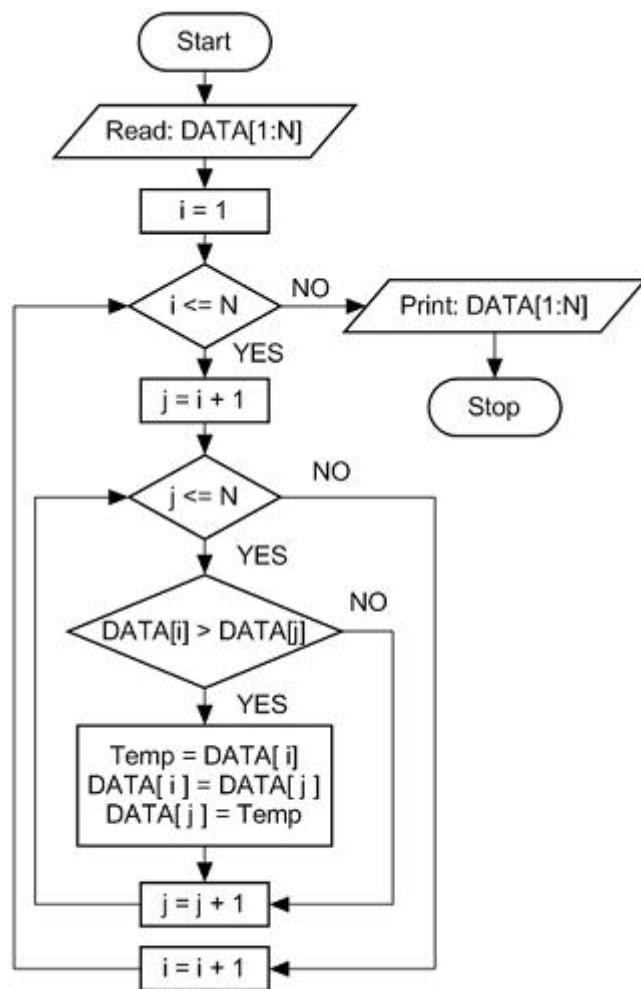 Start
Read: DATA[1:N]
i = 1
i <= N
NO
Print: DATA[1:N]
YES
j = i + 1
Stop
j <= N
NO
YES
DATA[i] > DATA[j]
NO
YES
Temp = DATA[ i]
DATA[ i ] = DATA[ j ]
DATA[ j ] = Temp
j = j + 1
i = i + 1